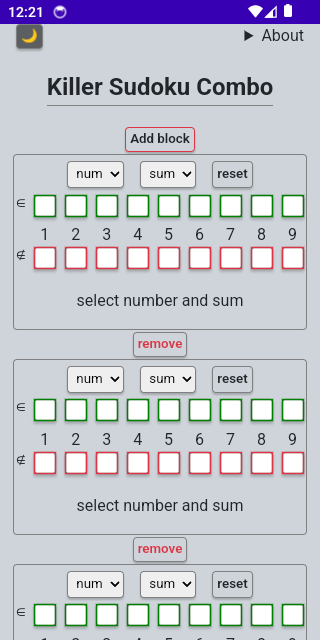 12:21
About
Killer Sudoku Combo
Add block
num sum reset
∈
1 2 3 4 5 6 7 8 9
∉
select number and sum
remove
num sum reset
∈
1 2 3 4 5 6 7 8 9
∉
select number and sum
remove
num sum reset
∈